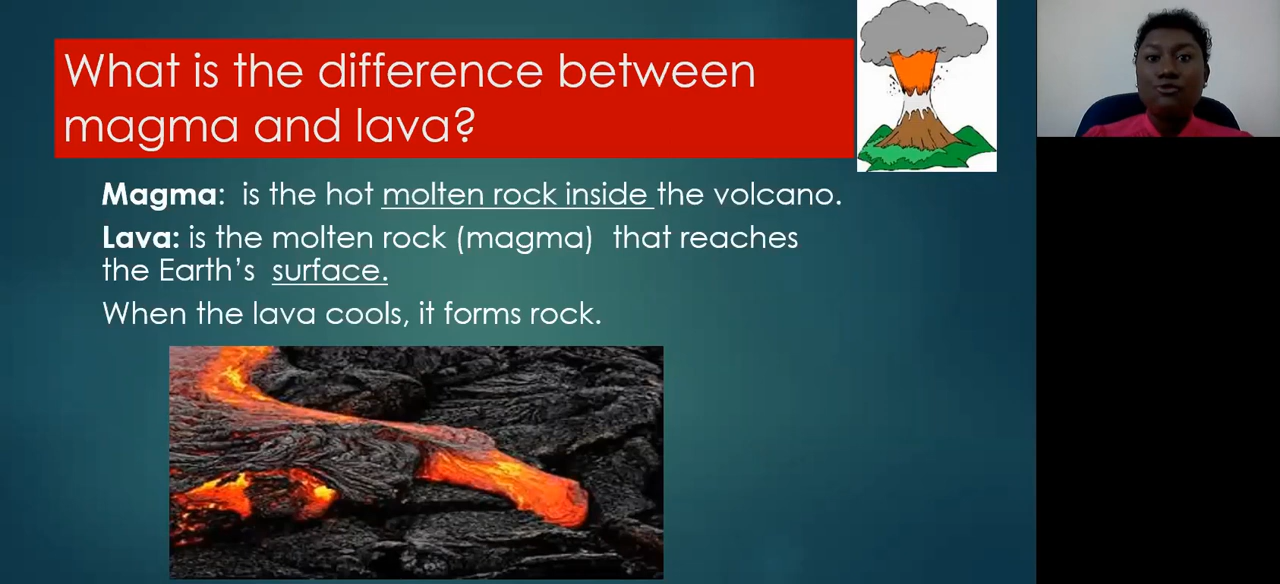 What is the difference between
magma and lava?
Magma: is the hot molten rock inside the volcano.
Lava: is the molten rock (magma) that reaches
the Earth’s surface.
When the lava cools, it forms rock.